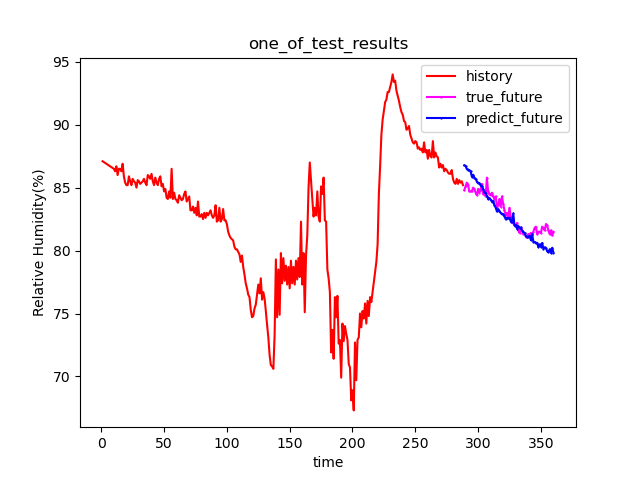 one_of_test_results
history
true_future
predict_future
95
90
85
80
75
70
Relative Humidity(%)
0 50 100 150 200 250 300 350
time